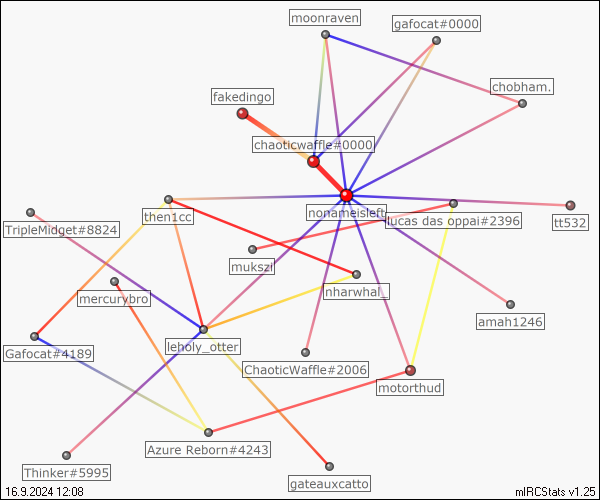 moonraven
gafocat#0000
chobham.
fakedingo
chaoticwaffle#0000
nonameisleft
lucas das oppai#2396
then1cc
tt532
TripleMidget#8824
mukszi
nharwhal_
mercurybro
amah1246
leholy_otter
Gafocat#4189
ChaoticWaffle#2006
motorthud
Azure Reborn#4243
Thinker#5995
gateauxcatto
16.9.2024 12:08
mIRCStats v1.25